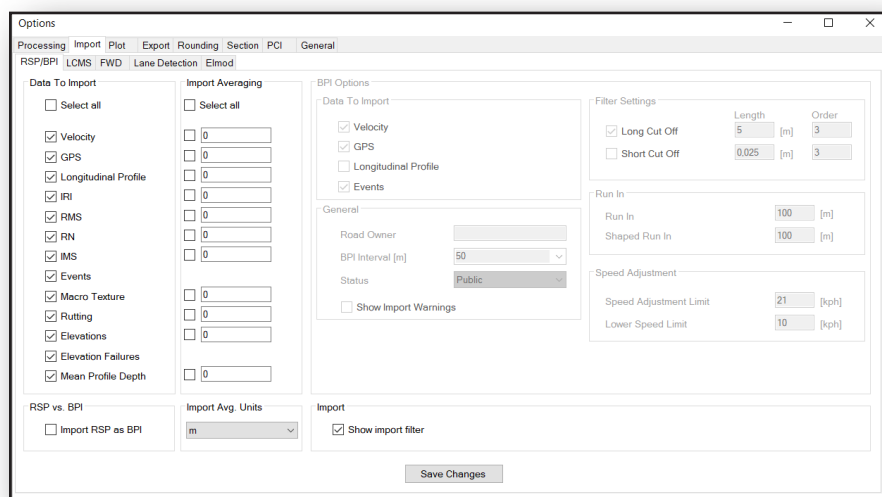 Options
Processing Import Plot Export Rounding Section PCI General
RSP/BPI LCMS FWD Lane Detection Elmod
Data To Import
Select all
Velocity
GPS
Longitudinal Profile
IRI
RMS
RN
IMS
Events
Macro Texture
Rutting
Elevations
Elevation Failures
Mean Profile Depth
Import Averaging
Select all
0
0
0
0
0
0
0
0
0
0
0
BPI Options
Data To Import
Velocity
GPS
Longitudinal Profile
Events
General
Road Owner
BPI Interval [m] 50
Status Public
Show Import Warnings
Filter Settings
Length Order
Long Cut Off 5 [m] 3
Short Cut Off 0,025 [m] 3
Run In
Run In 100 [m]
Shaped Run In 100 [m]
Speed Adjustment
Speed Adjustment Limit 21 [kph]
Lower Speed Limit 10 [kph]
RSP vs. BPI
Import RSP as BPI
Import Avg. Units
m
Import
Show import filter
Save Changes